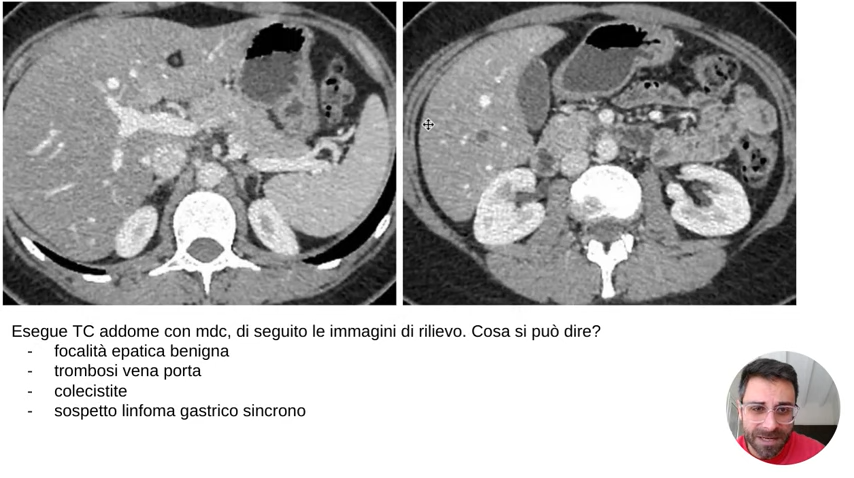 Esegue TC addome con mdc, di seguito le immagini di rilievo. Cosa si può dire?
- focalità epatica benigna
- trombosi vena porta
- colecistite
- sospetto linfoma gastrico sincrono